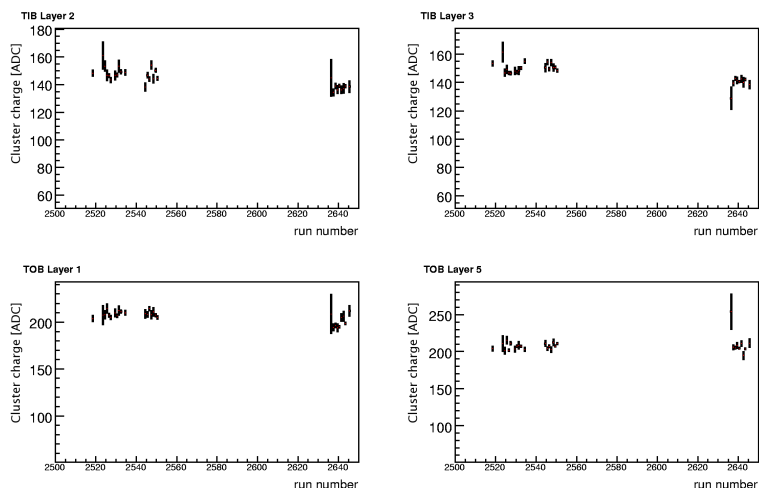 TIB Layer 2
Cluster charge [ADC]
180
160
140
120
100
80
60
2500 2520 2540 2560 2580 2600 2620 2640
run number
TIB Layer 3
Cluster charge [ADC]
160
140
120
100
80
60
2500 2520 2540 2560 2580 2600 2620 2640
run number
TOB Layer 1
Cluster charge [ADC]
200
150
100
2500 2520 2540 2560 2580 2600 2620 2640
run number
TOB Layer 5
Cluster charge [ADC]
250
200
150
100
2500 2520 2540 2560 2580 2600 2620 2640
run number